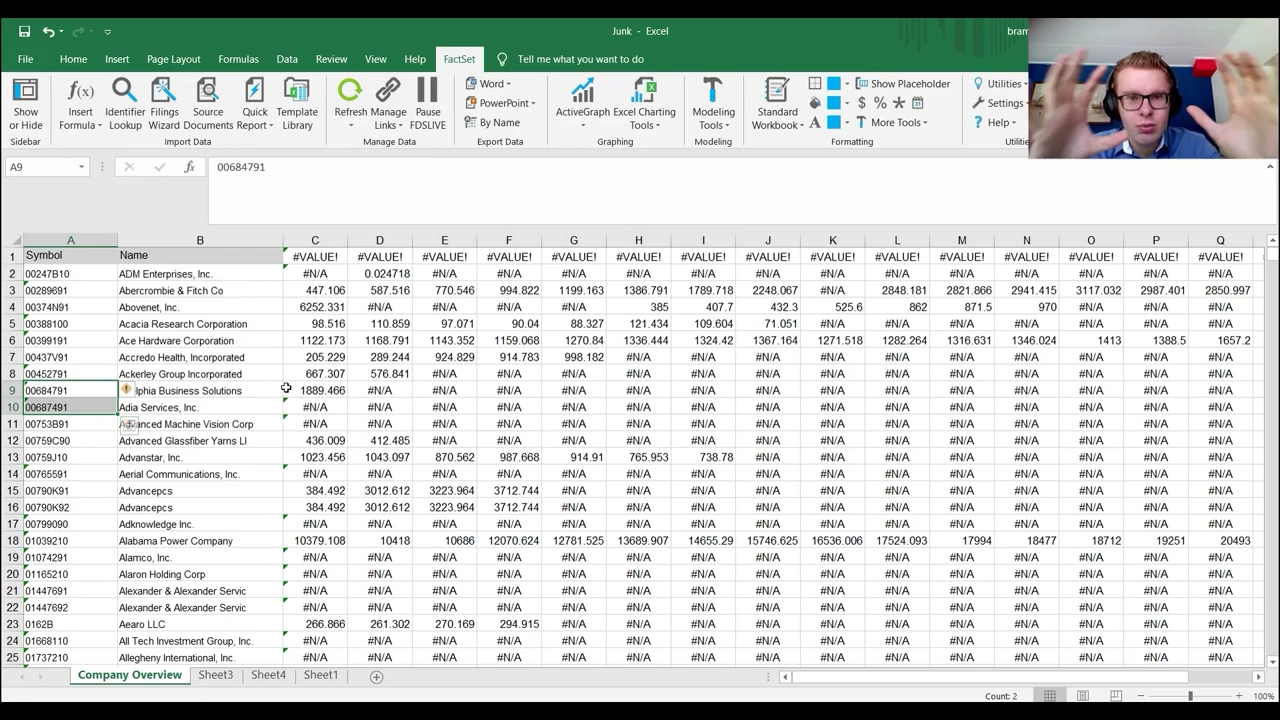 Junk - Excel
bram
File Home Insert Page Layout Formulas Data Review View Help FactSet Tell me what you want to do
Show or Hide
Insert Formula
Identifier Lookup
Filings Wizard
Source Documents
Quick Report
Template Library
Refresh
Manage Links
Pause FDSLIVE
Word
PowerPoint
By Name
ActiveGraph
Excel Charting Tools
Modeling Tools
Standard Workbook
Show Placeholder
More Tools
Utilities
Settings
Help
Sidebar Import Data Manage Data Export Data Graphing Modeling Formatting
A9 fx 00684791
A B C D E F G H I J K L M N O P Q
1 Symbol Name #VALUE! #VALUE! #VALUE! #VALUE! #VALUE! #VALUE! #VALUE! #VALUE! #VALUE! #VALUE! #VALUE! #VALUE! #VALUE! #VALUE! #VALUE!
2 00247B10 ADM Enterprises, Inc. #N/A 0.024718 #N/A #N/A #N/A #N/A #N/A #N/A #N/A #N/A #N/A #N/A #N/A #N/A #N/A
3 00289691 Abercrombie & Fitch Co 447.106 587.516 770.546 994.822 1199.163 1386.791 1789.718 2248.067 #N/A 2848.181 2821.866 2941.415 3117.032 2987.401 2850.997
4 00374N91 Abovenet, Inc. 6252.331 #N/A #N/A #N/A #N/A 385 407.7 432.3 525.6 862 871.5 970 #N/A #N/A #N/A
5 00388100 Acacia Research Corporation 98.516 110.859 97.071 90.04 88.327 121.434 109.604 71.051 #N/A #N/A #N/A #N/A #N/A #N/A #N/A
6 00399191 Ace Hardware Corporation 1122.173 1168.791 1143.352 1159.068 1270.84 1336.444 1324.42 1367.164 1271.518 1282.264 1316.631 1346.024 1413 1388.5 1657.2
7 00437V91 Accredo Health, Incorporated 205.229 289.244 924.829 914.783 998.182 #N/A #N/A #N/A #N/A #N/A #N/A #N/A #N/A #N/A #N/A
8 00452791 Ackerley Group Incorporated 667.307 576.841 #N/A #N/A #N/A #N/A #N/A #N/A #N/A #N/A #N/A #N/A #N/A #N/A #N/A
9 00684791 lphia Business Solutions 1889.466 #N/A #N/A #N/A #N/A #N/A #N/A #N/A #N/A #N/A #N/A #N/A #N/A #N/A #N/A
10 00687491 Adia Services, Inc. #N/A #N/A #N/A #N/A #N/A #N/A #N/A #N/A #N/A #N/A #N/A #N/A #N/A #N/A #N/A
11 00753B91 Advanced Machine Vision Corp #N/A #N/A #N/A #N/A #N/A #N/A #N/A #N/A #N/A #N/A #N/A #N/A #N/A #N/A #N/A
12 00759C90 Advanced Glassfiber Yarns Ll 436.009 412.485 #N/A #N/A #N/A #N/A #N/A #N/A #N/A #N/A #N/A #N/A #N/A #N/A #N/A
13 00759J10 Advanstar, Inc. 1023.456 1043.097 870.562 987.668 914.91 765.953 738.78 #N/A #N/A #N/A #N/A #N/A #N/A #N/A #N/A
14 00765591 Aerial Communications, Inc. #N/A #N/A #N/A #N/A #N/A #N/A #N/A #N/A #N/A #N/A #N/A #N/A #N/A #N/A #N/A
15 00790K91 Advancepcs 384.492 3012.612 3223.964 3712.744 #N/A #N/A #N/A #N/A #N/A #N/A #N/A #N/A #N/A #N/A #N/A
16 00790K92 Advancepcs 384.492 3012.612 3223.964 3712.744 #N/A #N/A #N/A #N/A #N/A #N/A #N/A #N/A #N/A #N/A #N/A
17 00799090 Adknowledge Inc. #N/A #N/A #N/A #N/A #N/A #N/A #N/A #N/A #N/A #N/A #N/A #N/A #N/A #N/A #N/A
18 01039210 Alabama Power Company 10379.108 10418 10686 12070.624 12781.525 13689.907 14655.29 15746.625 16536.006 17524.093 17994 18477 18712 19251 20493
19 01074291 Alamco, Inc. #N/A #N/A #N/A #N/A #N/A #N/A #N/A #N/A #N/A #N/A #N/A #N/A #N/A #N/A #N/A
20 01165210 Alaron Holding Corp #N/A #N/A #N/A #N/A #N/A #N/A #N/A #N/A #N/A #N/A #N/A #N/A #N/A #N/A #N/A
21 01447691 Alexander & Alexander Servic #N/A #N/A #N/A #N/A #N/A #N/A #N/A #N/A #N/A #N/A #N/A #N/A #N/A #N/A #N/A
22 01447692 Alexander & Alexander Servic #N/A #N/A #N/A #N/A #N/A #N/A #N/A #N/A #N/A #N/A #N/A #N/A #N/A #N/A #N/A
23 0162B Aearo LLC 266.866 261.302 270.169 294.915 #N/A #N/A #N/A #N/A #N/A #N/A #N/A #N/A #N/A #N/A #N/A
24 01668110 All Tech Investment Group, Inc. #N/A #N/A #N/A #N/A #N/A #N/A #N/A #N/A #N/A #N/A #N/A #N/A #N/A #N/A #N/A
25 01737210 Allegheny International, Inc. #N/A #N/A #N/A #N/A #N/A #N/A #N/A #N/A #N/A #N/A #N/A #N/A #N/A #N/A #N/A
Company Overview Sheet3 Sheet4 Sheet1
Count: 2 100%